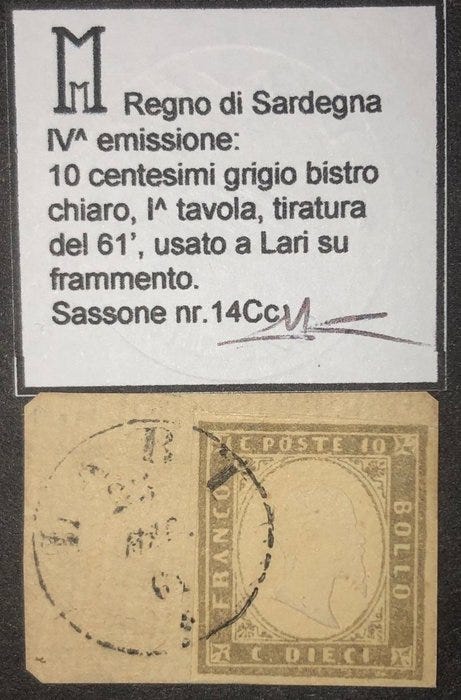 M Regno di Sardegna
IV^ emissione:
10 centesimi grigio bistro
chiaro, I^ tavola, tiratura
del 61', usato a Lari su
frammento.
Sassone nr.14Cc
LARI
C. POSTE 10
FRANCO
BOLLO
C. DIECI